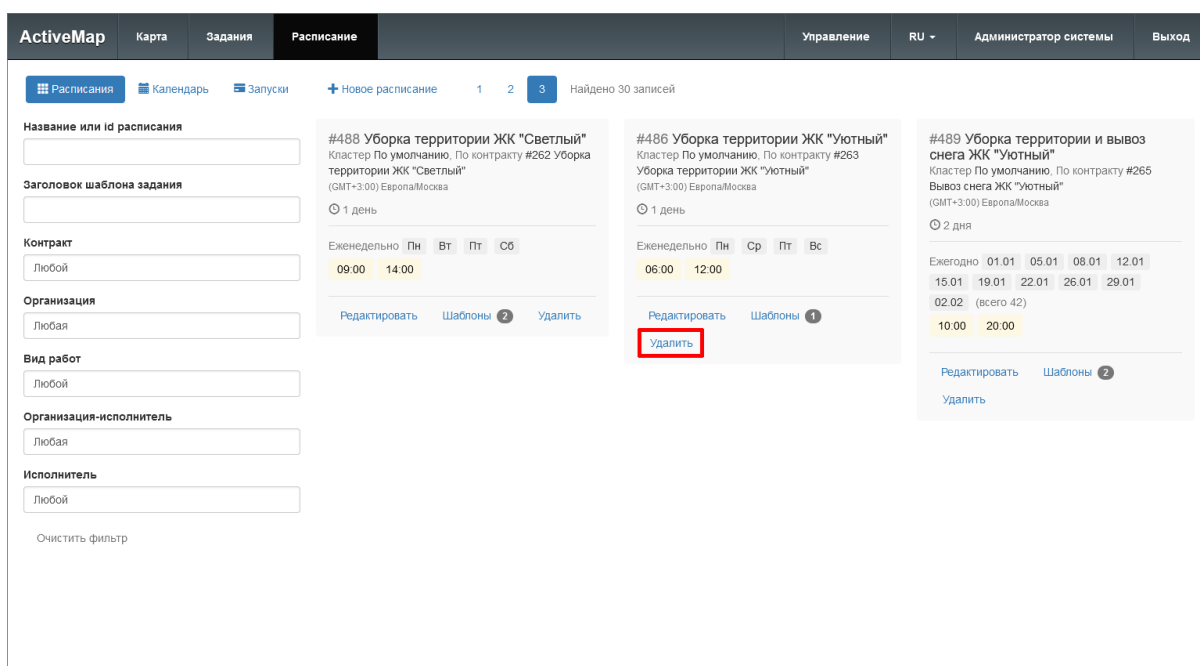 ActiveMap Карта Задания Расписание Управление RU Администратор системы Выход
Расписания Календарь Запуски Новое расписание 1 2 3 Найдено 30 записей
Название или id расписания
Заголовок шаблона задания
Контракт
Любой
Организация
Любая
Вид работ
Любой
Организация-исполнитель
Любая
Исполнитель
Любой
Очистить фильтр
#488 Уборка территории ЖК "Светлый"
Кластер По умолчанию, По контракту #262 Уборка
территории ЖК "Светлый"
(GMT+3:00) Европа/Москва
1 день
Еженедельно Пн Вт Пт Сб
09:00 14:00
Редактировать Шаблоны 2 Удалить
#486 Уборка территории ЖК "Уютный"
Кластер По умолчанию, По контракту #263
Уборка территории ЖК "Уютный"
(GMT+3:00) Европа/Москва
1 день
Еженедельно Пн Ср Пт Вс
06:00 12:00
Редактировать Шаблоны 1
Удалить
#489 Уборка территории и вывоз
снега ЖК "Уютный"
Кластер По умолчанию, По контракту #265
Вывоз снега ЖК "Уютный"
(GMT+3:00) Европа/Москва
2 дня
Ежегодно 01.01 05.01 08.01 12.01
15.01 19.01 22.01 26.01 29.01
02.02 (всего 42)
10:00 20:00
Редактировать Шаблоны 2
Удалить